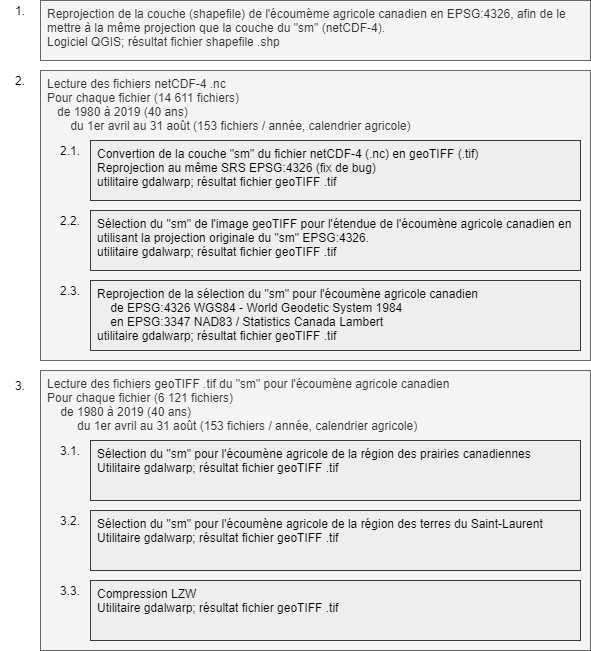 1.
Reprojection de la couche (shapefile) de l'écoumème agricole canadien en EPSG:4326, afin de le
mettre à la même projection que la couche du "sm" (netCDF-4).
Logiciel QGIS; résultat fichier shapefile .shp
2.
Lecture des fichiers netCDF-4 .nc
Pour chaque fichier (14 611 fichiers)
de 1980 à 2019 (40 ans)
du 1er avril au 31 août (153 fichiers / année, calendrier agricole)
2.1.
Convertion de la couche "sm" du fichier netCDF-4 (.nc) en geoTIFF (.tif)
Reprojection au même SRS EPSG:4326 (fix de bug)
utilitaire gdalwarp; résultat fichier geoTIFF .tif
2.2.
Sélection du "sm" de l'image geoTIFF pour l'étendue de l'écoumène agricole canadien en
utilisant la projection originale du "sm" EPSG:4326.
utilitaire gdalwarp; résultat fichier geoTIFF .tif
2.3.
Reprojection de la sélection du "sm" pour l'écoumène agricole canadien
de EPSG:4326 WGS84 - World Geodetic System 1984
en EPSG:3347 NAD83 / Statistics Canada Lambert
utilitaire gdalwarp; résultat fichier geoTIFF .tif
3.
Lecture des fichiers geoTIFF .tif du "sm" pour l'écoumène agricole canadien
Pour chaque fichier (6 121 fichiers)
de 1980 à 2019 (40 ans)
du 1er avril au 31 août (153 fichiers / année, calendrier agricole)
3.1.
Sélection du "sm" pour l'écoumène agricole de la région des prairies canadiennes
Utilitaire gdalwarp; résultat fichier geoTIFF .tif
3.2.
Sélection du "sm" pour l'écoumène agricole de la région des terres du Saint-Laurent
Utilitaire gdalwarp; résultat fichier geoTIFF .tif
3.3.
Compression LZW
Utilitaire gdalwarp; résultat fichier geoTIFF .tif